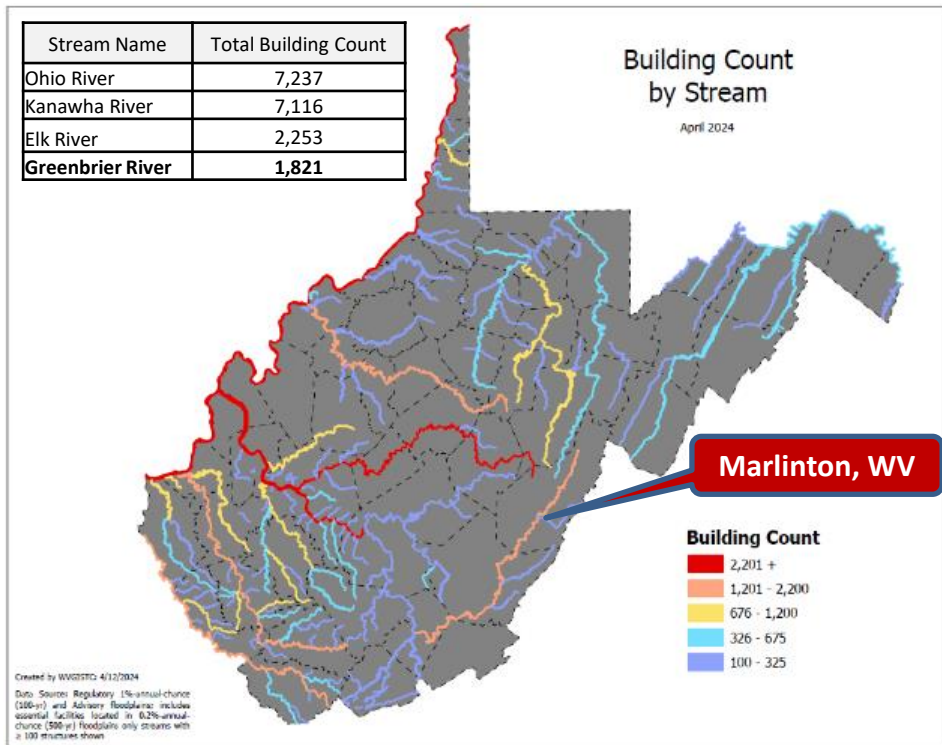 Stream Name Total Building Count
Ohio River 7,237
Kanawha River 7,116
Elk River 2,253
Greenbrier River 1,821
Building Count
by Stream
April 2024
Marlinton, WV
Building Count
2,201 +
1,201 - 2,200
676 - 1,200
326 - 675
100 - 325
Created by WVGISTC: 4/12/2024
Data Source: Regulatory 1%-annual-chance
(100-yr) and Advisory floodplains; includes
essential facilities located in 0.2%-annual-
chance (500-yr) floodplains only streams with
≥ 100 structures shown